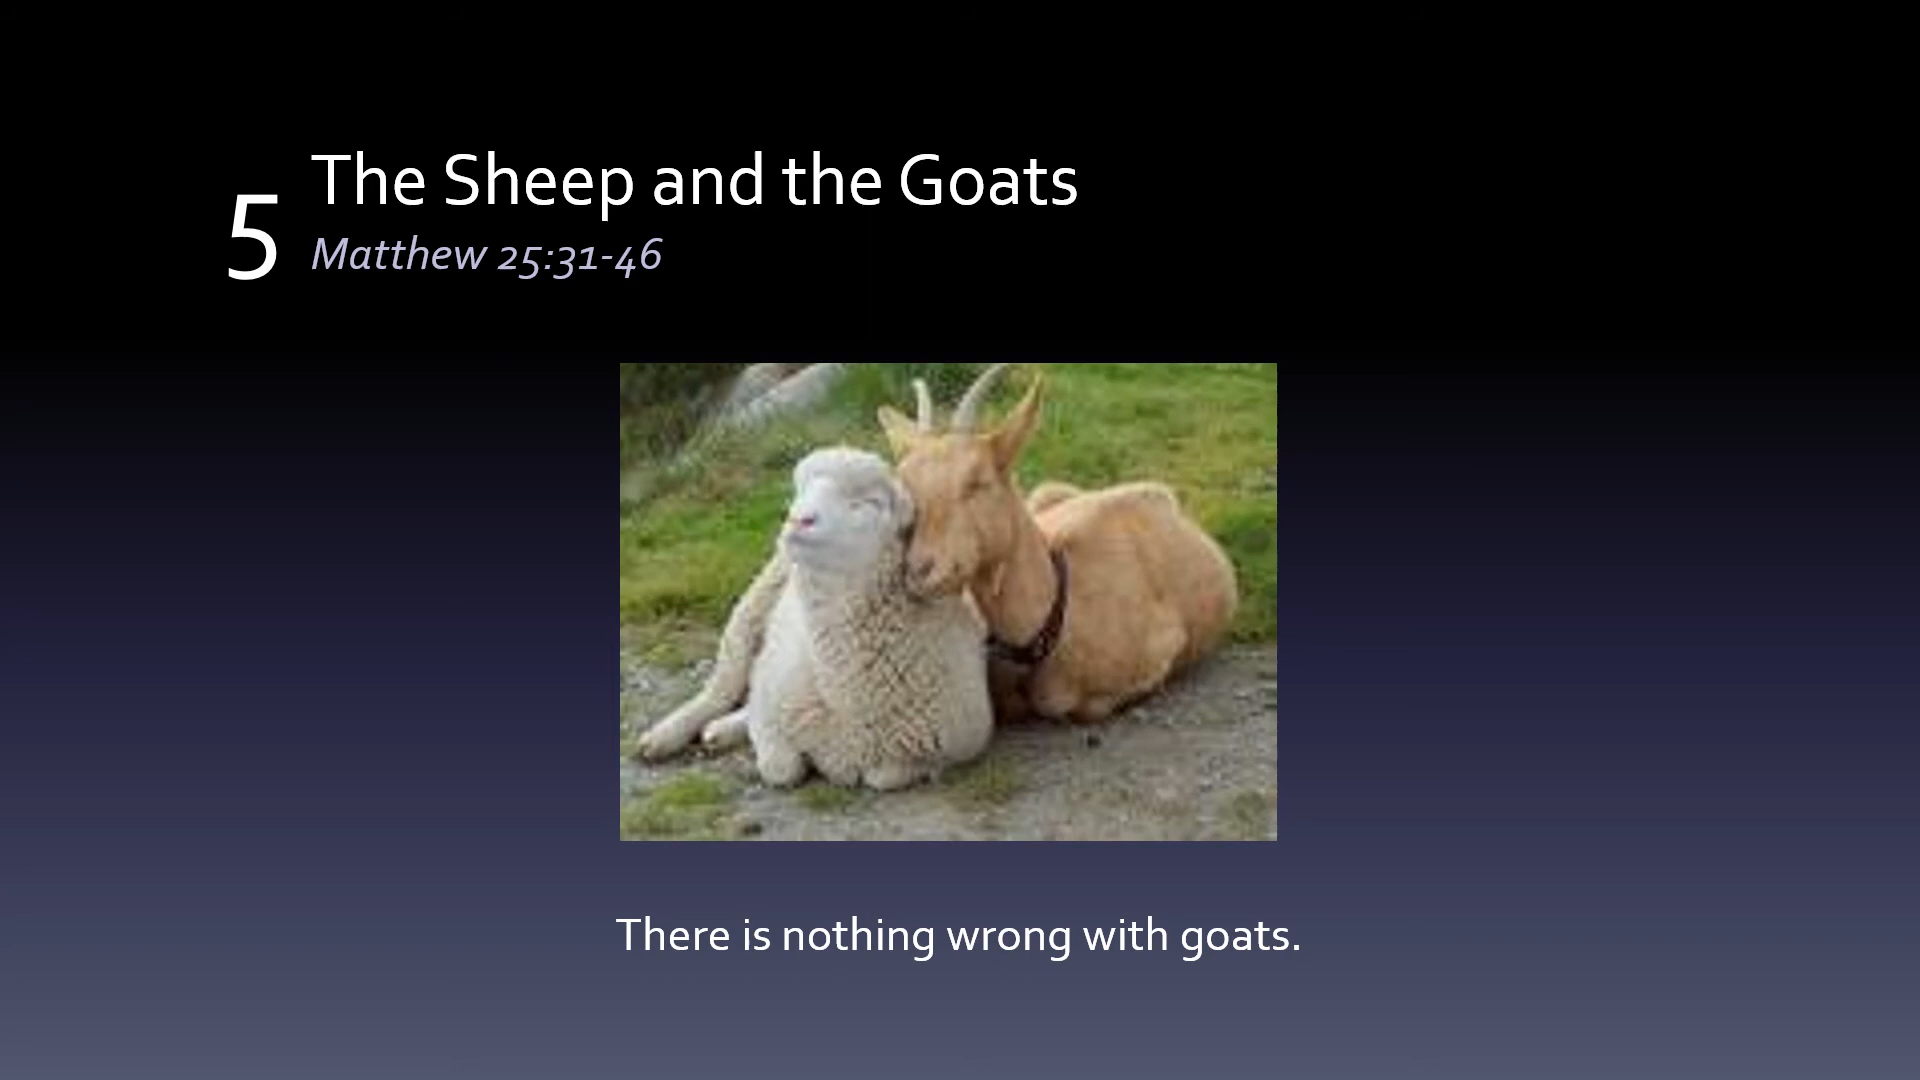 5
The Sheep and the Goats
Matthew 25:31-46
There is nothing wrong with goats.